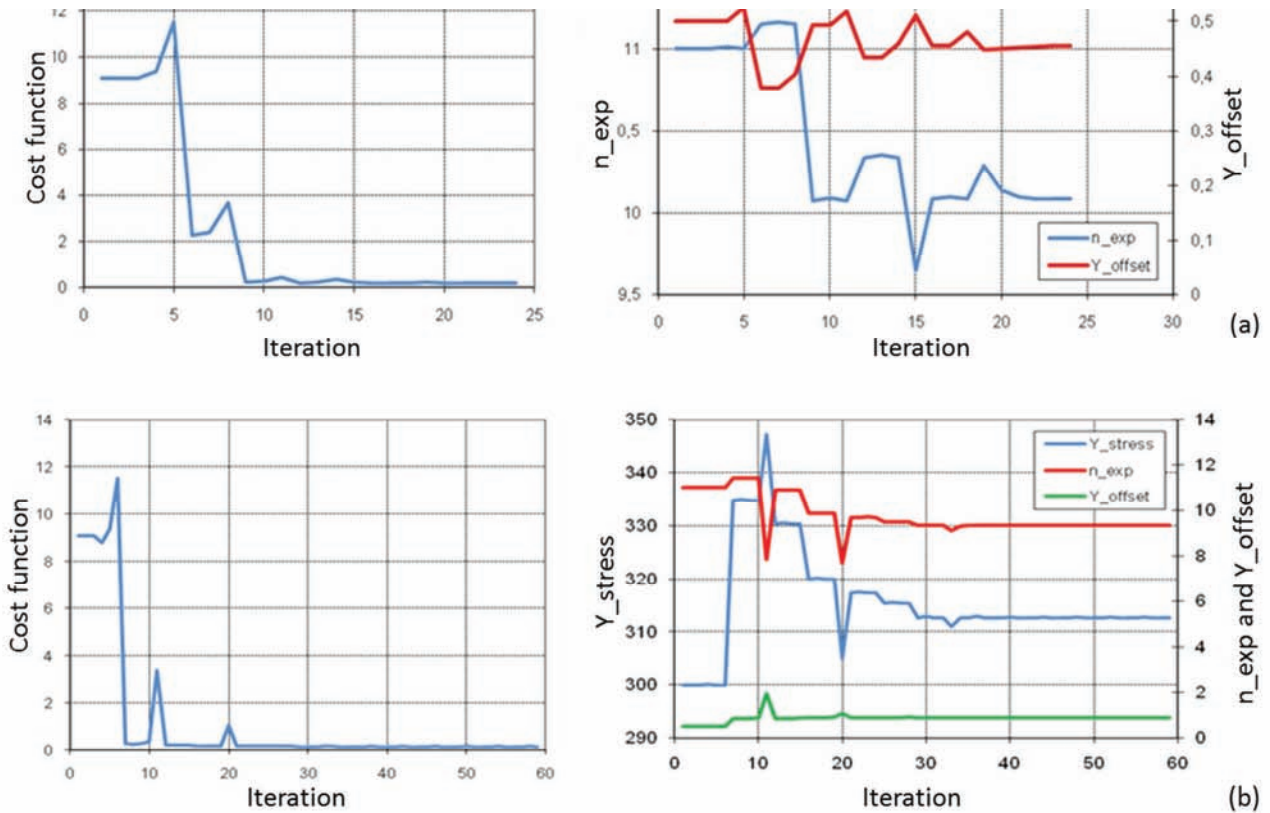 12
10
8
6
4
2
0
0 5 10 15 20 25
Cost function
Iteration
11
0,5
10
9,5
0,5
0,4
0,3
0,2
0,1
0
0 5 10 15 20 25 30
n_exp
Y_offset
n_exp
Y_offset
Iteration
(a)
14
12
10
8
6
4
2
0
0 10 20 30 40 50 60
Cost function
Iteration
350
340
330
320
310
300
290
14
12
10
8
6
4
2
0
0 10 20 30 40 50 60
Y_stress
n_exp and Y_offset
Y_stress
n_exp
Y_offset
Iteration
(b)